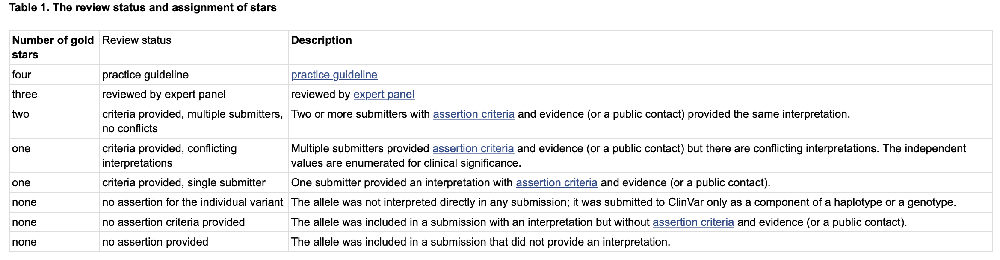 Table 1. The review status and assignment of stars
Number of gold stars | Review status | Description
four | practice guideline | practice guideline
three | reviewed by expert panel | reviewed by expert panel
two | criteria provided, multiple submitters, no conflicts | Two or more submitters with assertion criteria and evidence (or a public contact) provided the same interpretation.
one | criteria provided, conflicting interpretations | Multiple submitters provided assertion criteria and evidence (or a public contact) but there are conflicting interpretations. The independent values are enumerated for clinical significance.
one | criteria provided, single submitter | One submitter provided an interpretation with assertion criteria and evidence (or a public contact).
none | no assertion for the individual variant | The allele was not interpreted directly in any submission; it was submitted to ClinVar only as a component of a haplotype or a genotype.
none | no assertion criteria provided | The allele was included in a submission with an interpretation but without assertion criteria and evidence (or a public contact).
none | no assertion provided | The allele was included in a submission that did not provide an interpretation.